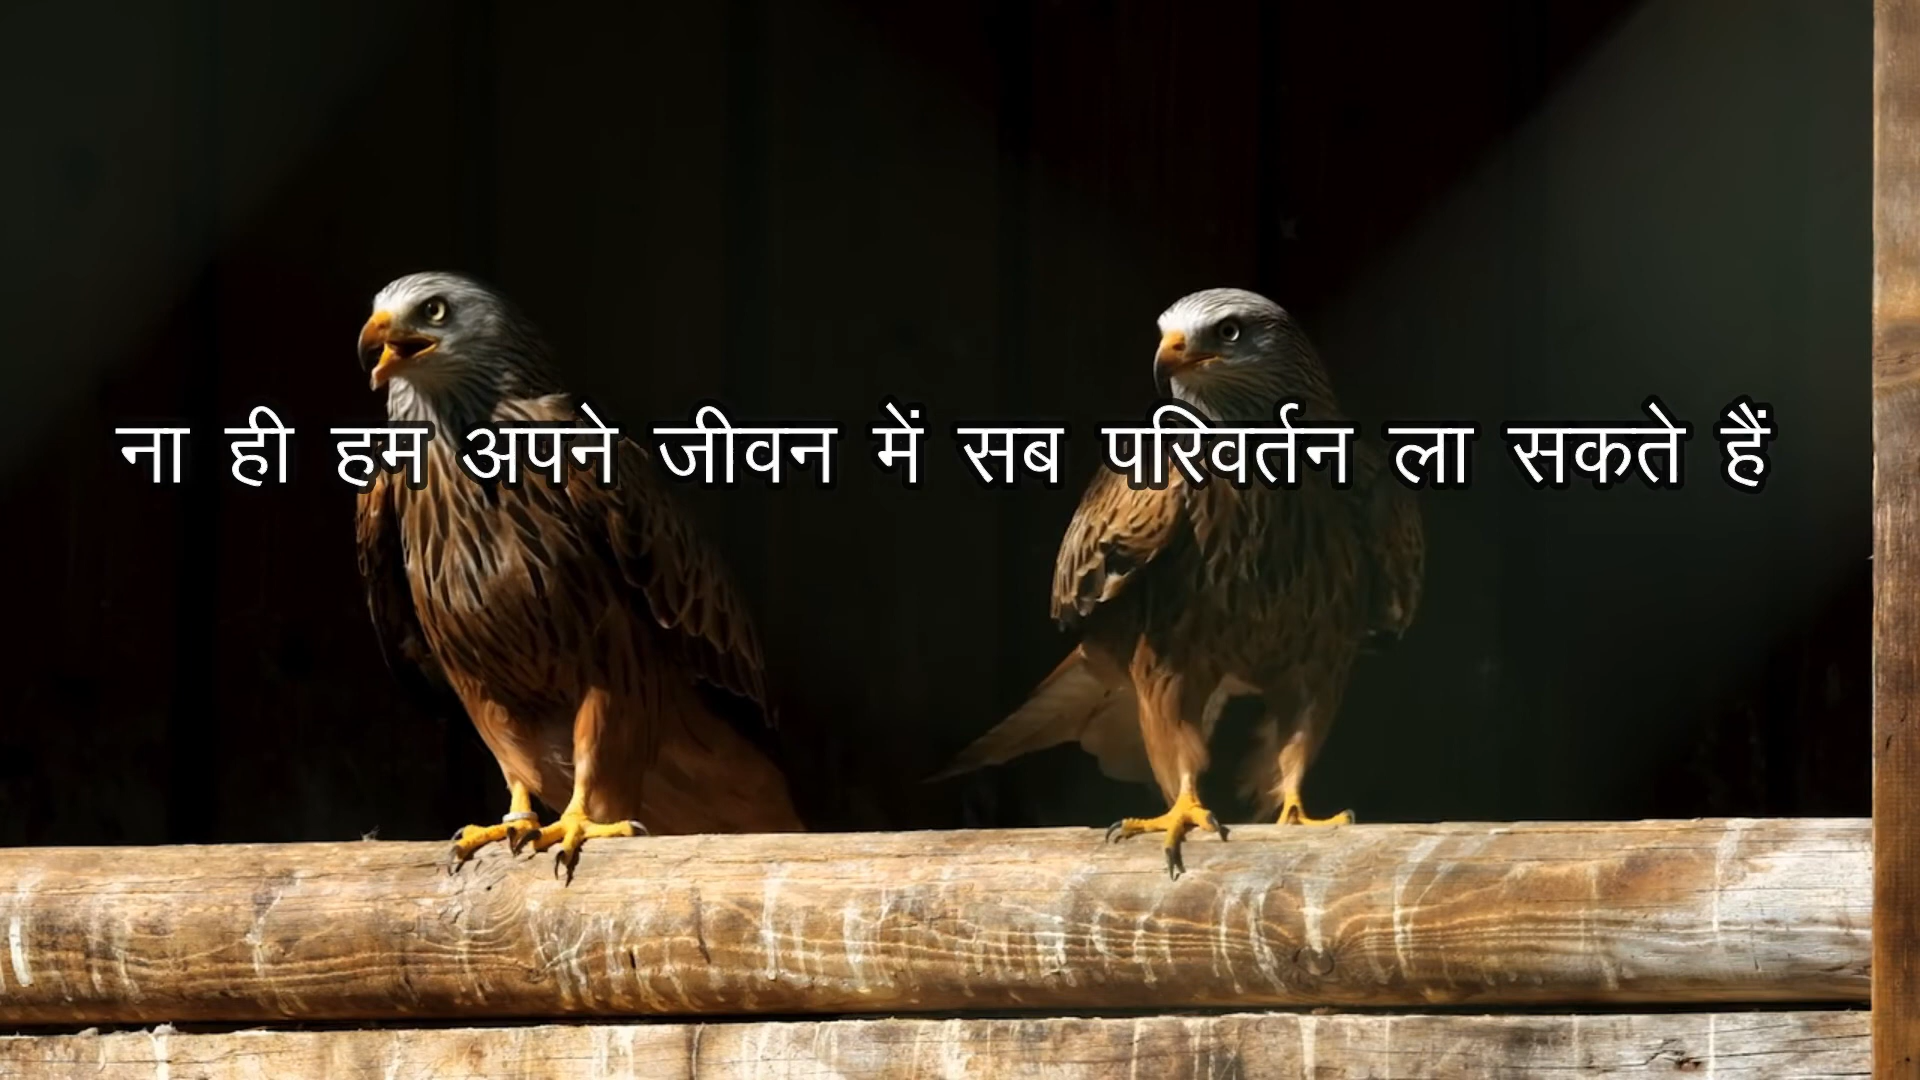 ना ही हम अपने जीवन में सब परिवर्तन ला सकते हैं